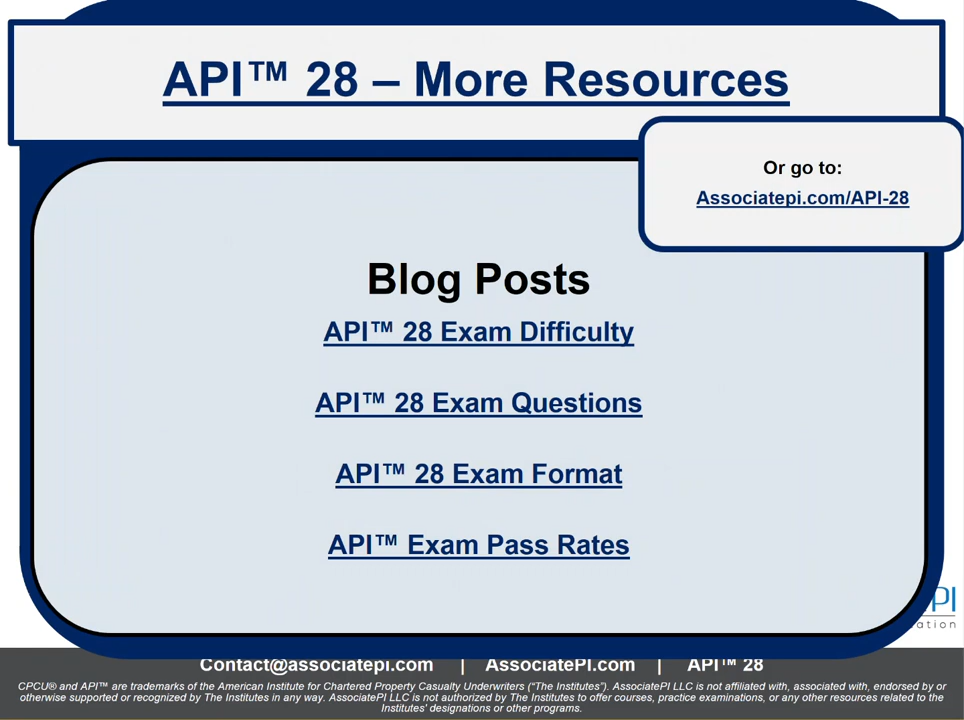 API™ 28 – More Resources
Or go to:
Associatepi.com/API-28
Blog Posts
API™ 28 Exam Difficulty
API™ 28 Exam Questions
API™ 28 Exam Format
API™ Exam Pass Rates
Contact@associatepi.com | AssociatePI.com | API™ 28
CPCU® and API™ are trademarks of the American Institute for Chartered Property Casualty Underwriters (“The Institutes”). AssociatePI LLC is not affiliated with, associated with, endorsed by or
otherwise supported or recognized by The Institutes in any way. AssociatePI LLC is not authorized by The Institutes to offer courses, practice examinations, or any other resources related to the
Institutes' designations or other programs.